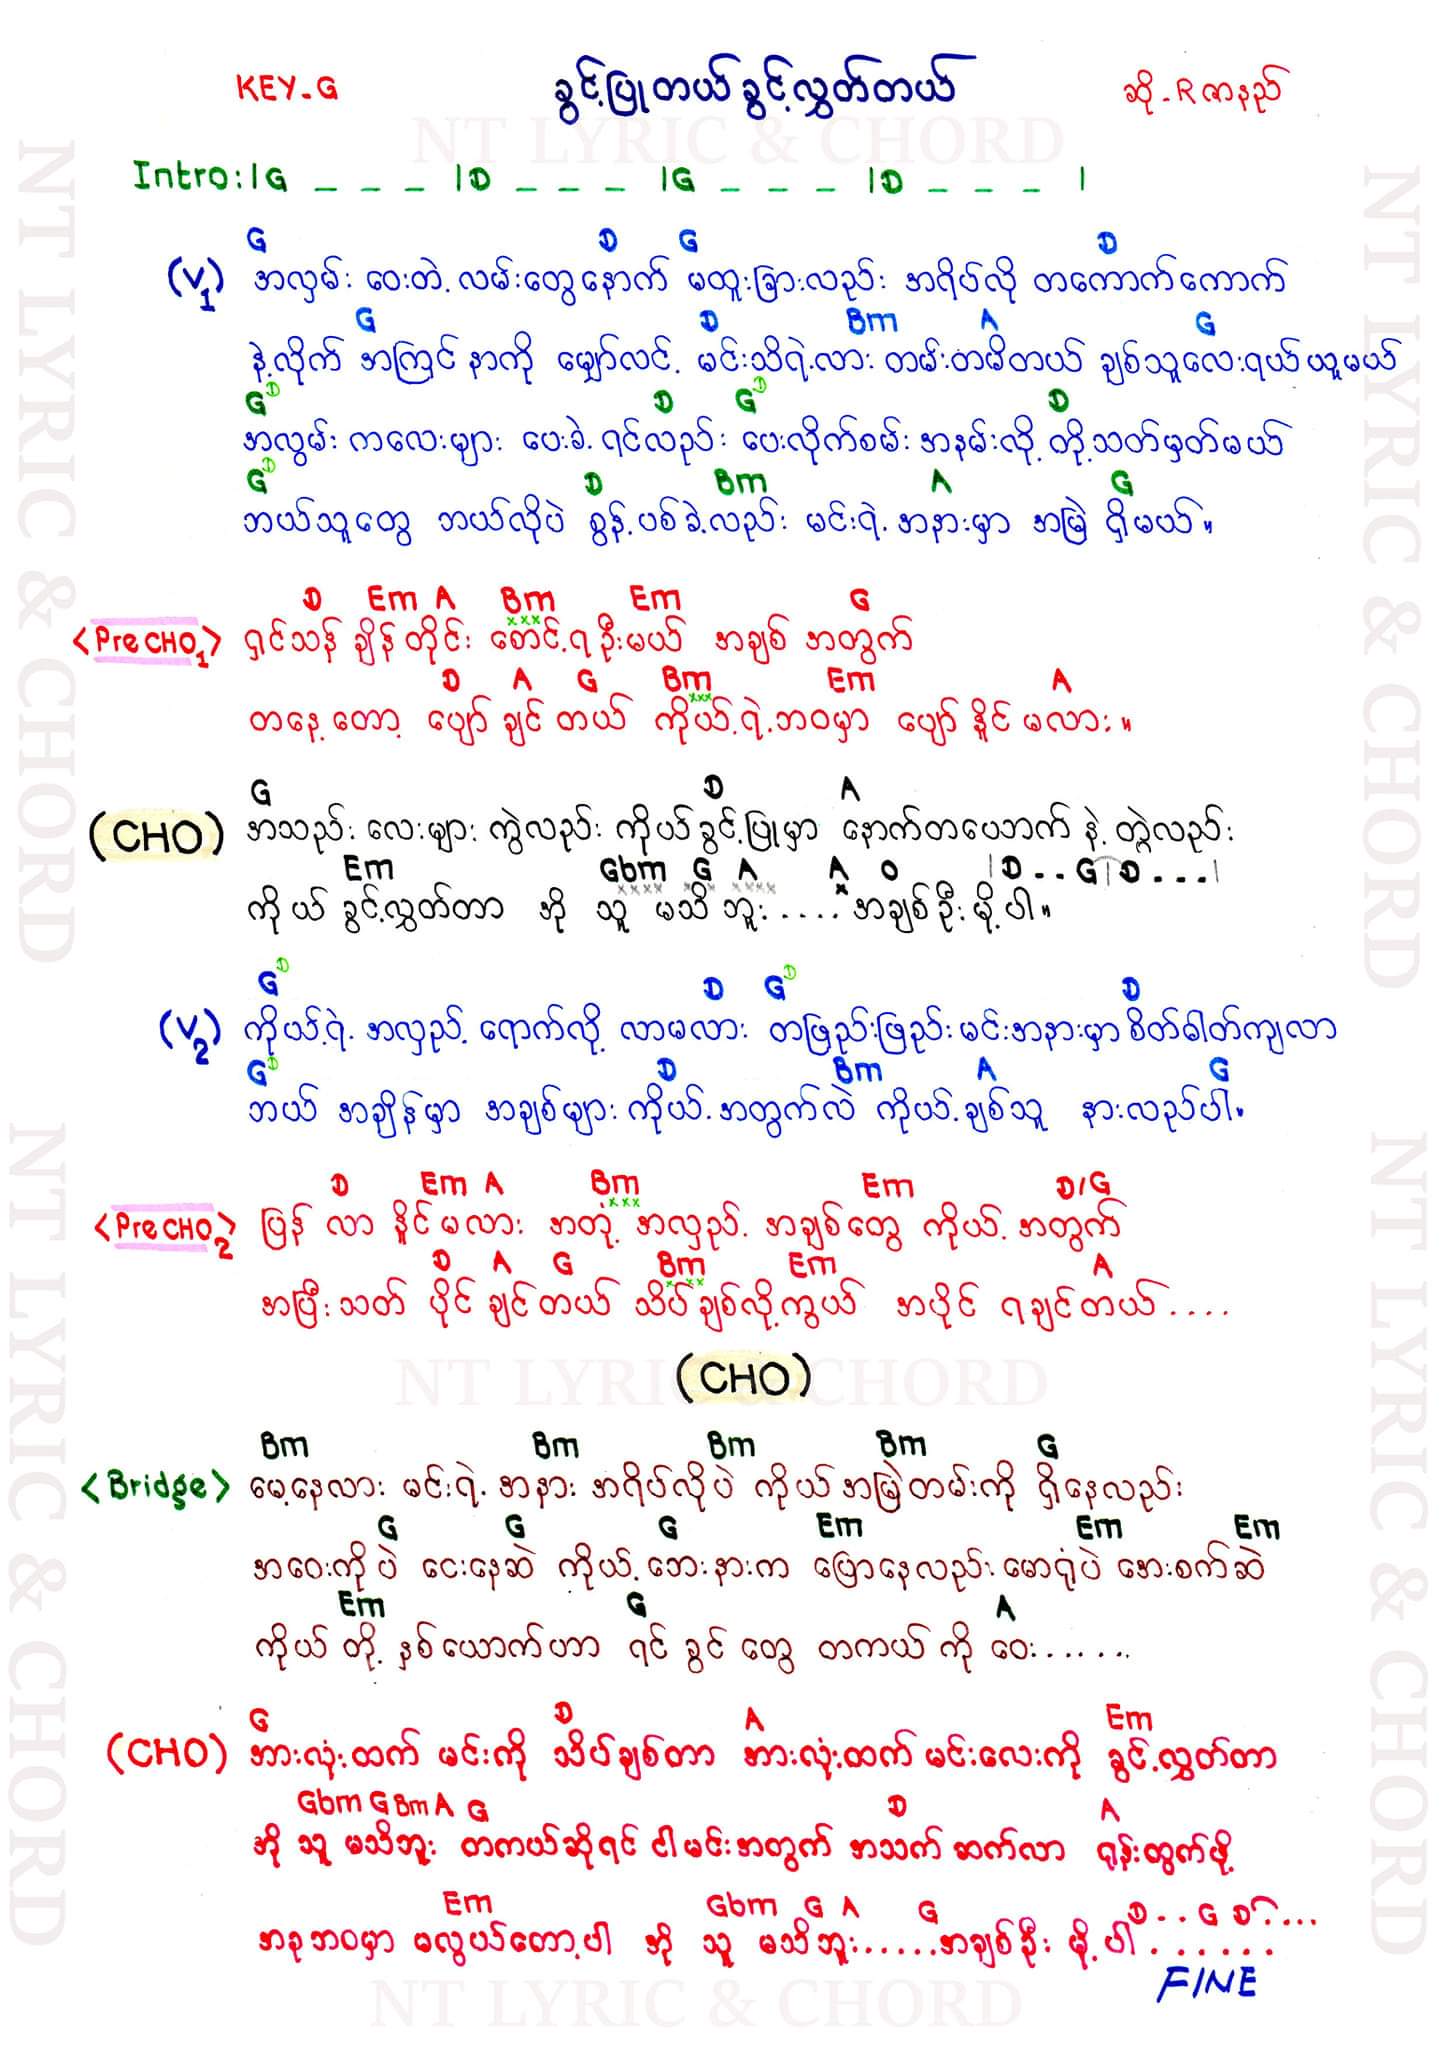 KEY-G ခွင့်ပြုတယ်ခွင့်လွှတ်တယ် ဆို-R ဇာနည်
NT LYRIC & CHORD
Intro:|G _ _ _ |D _ _ _ |G _ _ _ |D _ _ _ |
G D G D
(V1) အလှမ်း ဝေးတဲ့ လမ်းတွေနောက် မထူးခြားလည်း အရိပ်လို တကောက်ကောက်
G D Bm A G
နဲ့လိုက် အကြင်နာကို မျှော်လင့် မင်းသိရဲ့လား တမ်းတမိတယ် ချစ်သူလေးရယ်ယူမယ်
G D D G D D
အလွမ်း ကလေးများ ပေးခဲ့ရင်လည်း ပေးလိုက်စမ်း အနမ်းလို့ တို့သတ်မှတ်မယ်
G D D Bm A G
ဘယ်သူတွေ ဘယ်လိုပဲ စွန့်ပစ်ခဲ့လည်း မင်းရဲ့ အနားမှာ အမြဲ ရှိမယ်။
D Em A Bm Em G
<Pre CHO1> ရှင်သန် ချိန်တိုင်း စောင့်ရဦးမယ် အချစ် အတွက်
D A G Bm Em A
တနေ့တော့ ပျော် ချင် တယ် ကိုယ့်ရဲ့ဘဝမှာ ပျော် နိူင် မလား။
G D A
(CHO) အသည်း လေးများ ကွဲလည်း ကိုယ်ခွင့်ပြုမှာ နောက်တယောက် နဲ့ တွဲလည်း
Em Gbm G A A D |D . . G|D . . . |
ကိုယ် ခွင့်လွှတ်တာ အို သူ မသိဘူး .... အချစ်ဦးမို့ပါ။
G D D G D D
(V2) ကိုယ့်ရဲ့ အလှည့် ရောက်လို့ လာမလား တဖြည်းဖြည်း မင်းအနားမှာ စိတ်ဓါတ်ကျလာ
G D D Bm A G
ဘယ် အချိန်မှာ အချစ်များ ကိုယ့်အတွက်လဲ ကိုယ့်ချစ်သူ နားလည်ပါ။
D Em A Bm Em D/G
<Pre CHO2> ပြန် လာ နိူင်မလား အတုံ့ အလှည့် အချစ်တွေ ကိုယ့် အတွက်
D A G Bm Em A
အပြီးသတ် ပိုင် ချင်တယ် သိပ်ချစ်လို့ကွယ် အပိုင် ရချင်တယ် ....
(CHO)
NT LYRIC & CHORD
Bm Bm Bm Bm G
<Bridge> မေ့နေလား မင်းရဲ့ အနား အရိပ်လိုပဲ ကိုယ်အမြဲတမ်းကို ရှိနေလည်း
G G G Em Em Em
အဝေးကိုပဲ ငေးနေဆဲ ကိုယ့် ဘေးနားက ပြောနေလည်း မောရုံပဲ အေးစက်ဆဲ
Em G A
ကိုယ် တို့ နှစ်ယောက်ဟာ ရင် ခွင် တွေ တကယ် ကို ဝေး ......
G D A Em
(CHO) အားလုံးထက် မင်းကို သိပ်ချစ်တာ အားလုံးထက် မင်းလေးကို ခွင့်လွှတ်တာ
Gbm G Bm A G D A
အို သူ မသိဘူး တကယ်ဆိုရင် ငါမင်းအတွက် အသက် ဆက်လာ ရုန်းထွက်ဖို့
Em Gbm G A G D . . G D ....
အခုဘဝမှာ မလွယ်တော့ပါ အို သူ မသိဘူး .....အချစ်ဦး မို့ပါ .......
FINE
NT LYRIC & CHORD
NT LYRIC & CHORD
NT LYRIC & CHORD
NT LYRIC & CHORD
NT LYRIC & CHORD